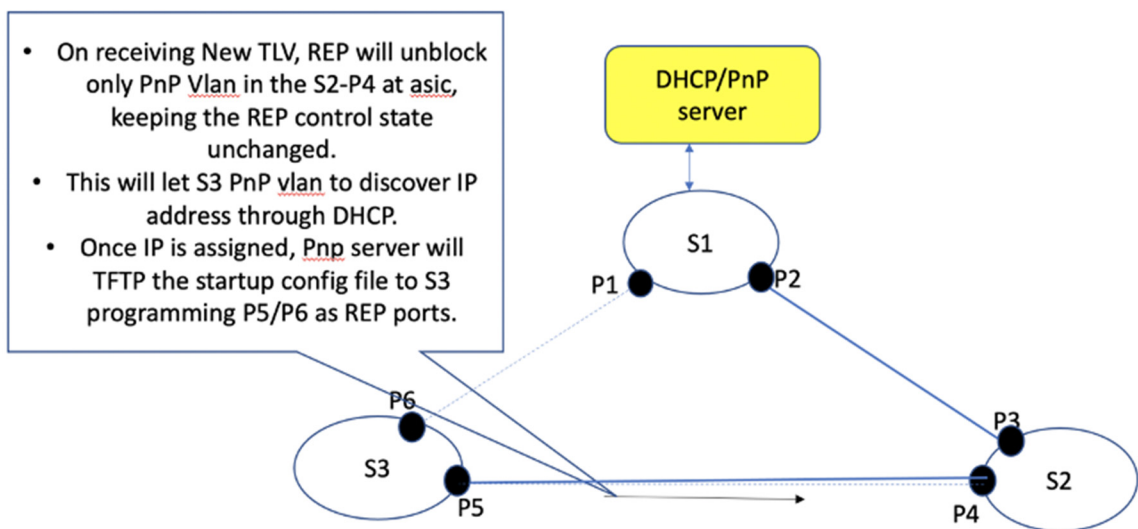 • On receiving New TLV, REP will unblock
only PnP Vlan in the S2-P4 at asic,
keeping the REP control state
unchanged.
• This will let S3 PnP vlan to discover IP
address through DHCP.
• Once IP is assigned, Pnp server will
TFTP the startup config file to S3
programming P5/P6 as REP ports.
DHCP/PnP
server
S1
P1
P2
P6
P3
S3
S2
P5
P4